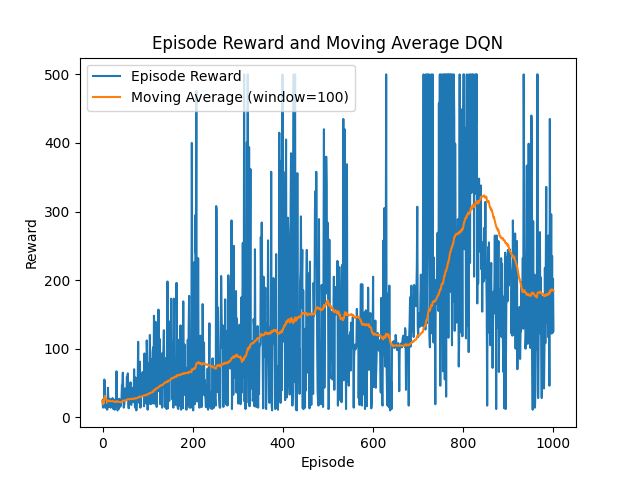 Episode Reward and Moving Average DQN
Episode Reward
Moving Average (window=100)
500
400
300
200
100
0
Reward
0 200 400 600 800 1000
Episode